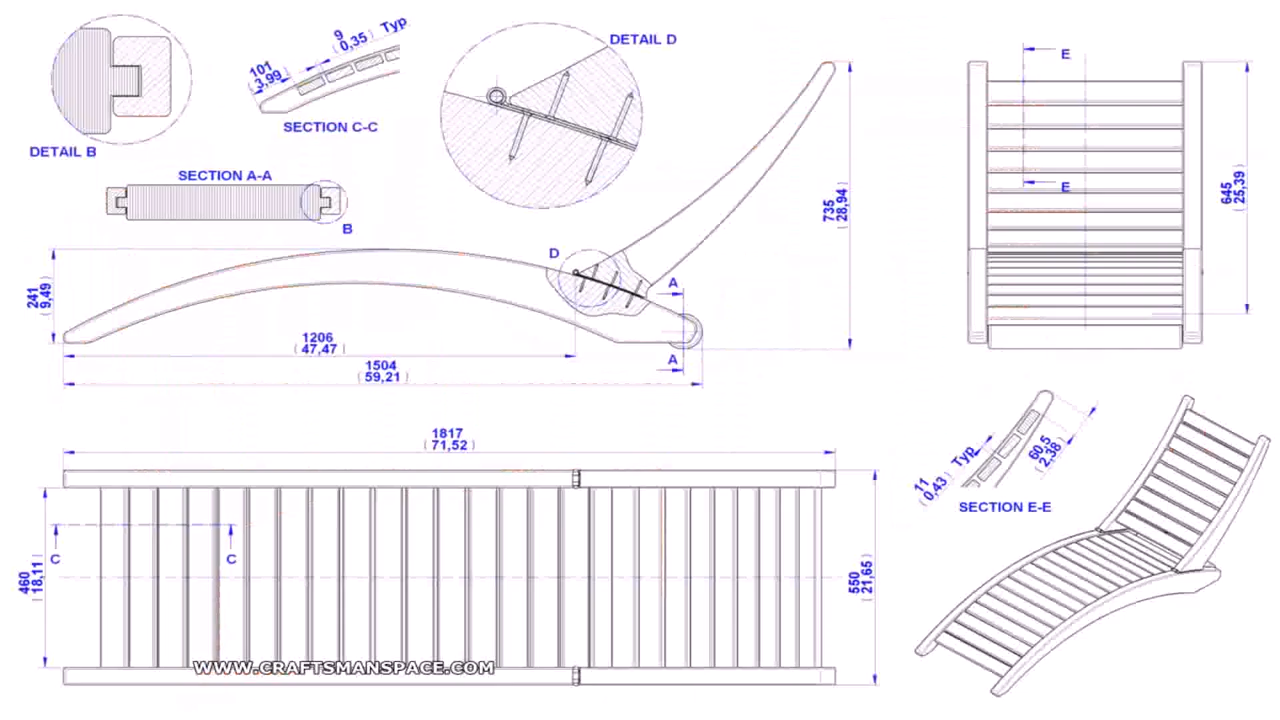 DETAIL B
101
3,99
9
0,35 Typ
SECTION C-C
DETAIL D
SECTION A-A
B
241
9,49
D
A
A
1206
( 47,47 )
1504
( 59,21 )
735
( 28,94 )
E
E
645
( 25,39 )
1817
( 71,52 )
C
C
460
( 18,11 )
550
( 21,65 )
WWW.CRAFTSMANSPACE.COM
11
( 0,43 ) Typ
60,5
( 2,38 )
SECTION E-E